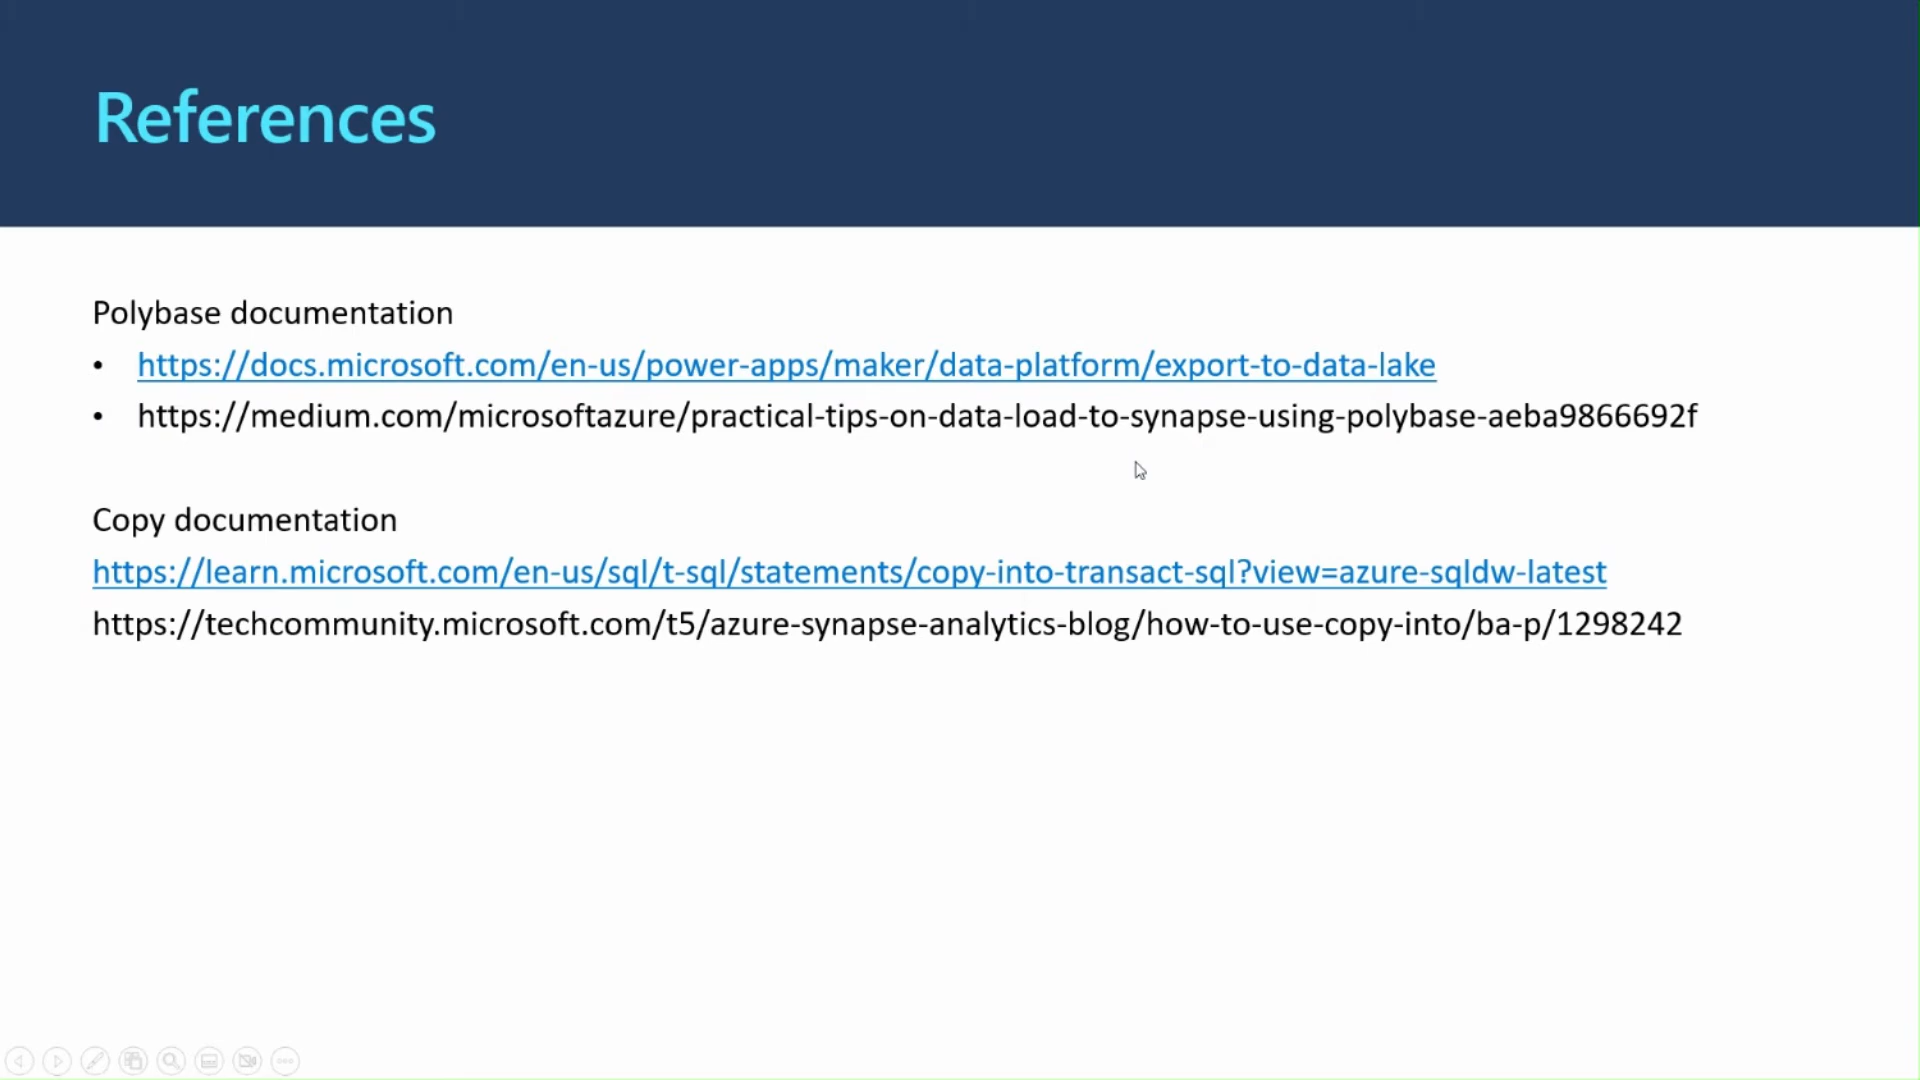 References
Polybase documentation
• https://docs.microsoft.com/en-us/power-apps/maker/data-platform/export-to-data-lake
• https://medium.com/microsoftazure/practical-tips-on-data-load-to-synapse-using-polybase-aeba9866692f
Copy documentation
https://learn.microsoft.com/en-us/sql/t-sql/statements/copy-into-transact-sql?view=azure-sqldw-latest
https://techcommunity.microsoft.com/t5/azure-synapse-analytics-blog/how-to-use-copy-into/ba-p/1298242